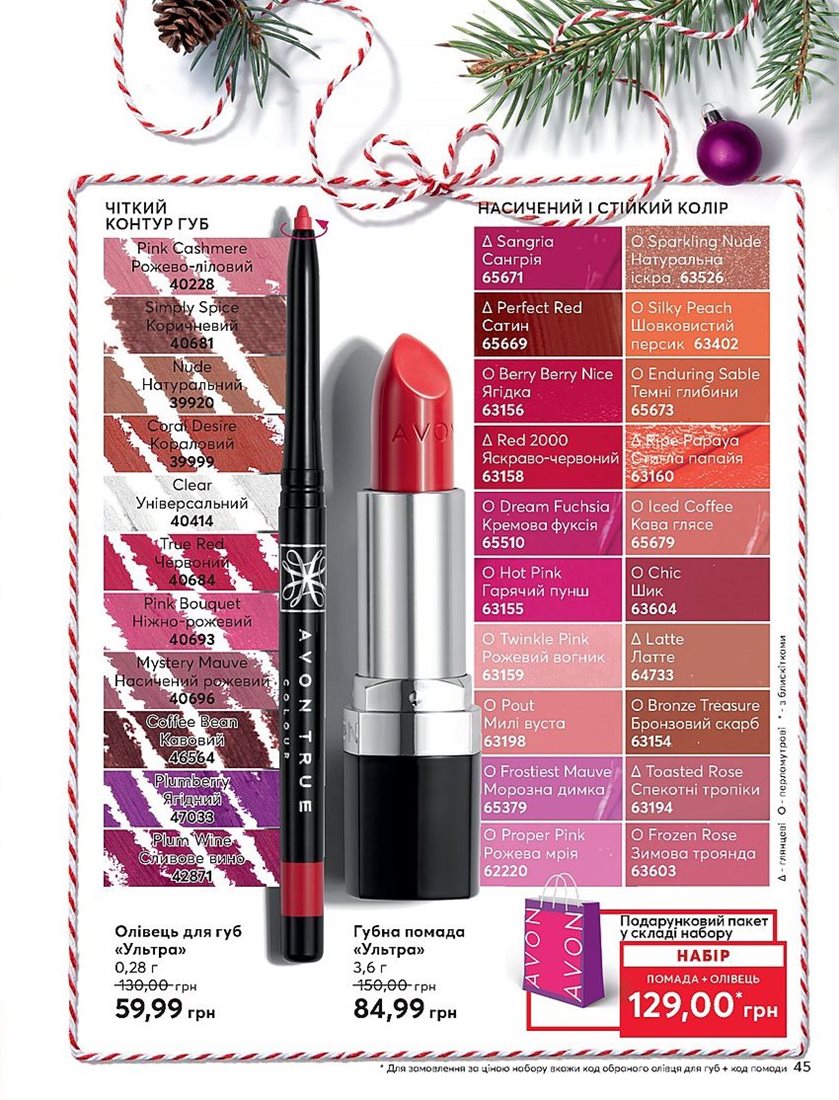 ЧІТКИЙ
КОНТУР ГУБ
Pink Cashmere
Рожево-ліловий
40228
Simply Spice
Коричневий
40681
Nude
Натуральний
39920
Coral Desire
Кораловий
39999
Clear
Універсальний
40414
True Red
Червоний
40684
Pink Bouquet
Ніжно-рожевий
40693
Mystery Mauve
Насичений рожевий
40696
Coffee Bean
Кавовий
46564
Plumberry
Ягідний
47033
Plum Wine
Сливове вино
42871
AVON TRUE
COLOUR
AVON
НАСИЧЕНИЙ І СТІЙКИЙ КОЛІР
Δ Sangria
Сангрія
65671
Δ Perfect Red
Сатин
65669
O Berry Berry Nice
Ягідка
63156
Δ Red 2000
Яскраво-червоний
63158
O Dream Fuchsia
Кремова фуксія
65510
O Hot Pink
Гарячий пунш
63155
O Twinkle Pink
Рожевий вогник
63159
O Pout
Милі вуста
63198
O Frostiest Mauve
Морозна димка
65379
O Proper Pink
Рожева мрія
62220
O Sparkling Nude
Натуральна
іскра 63526
O Silky Peach
Шовковистий
персик 63402
O Enduring Sable
Темні глибини
65673
Δ Ripe Papaya
Стигла папайя
63160
O Iced Coffee
Кава глясе
65679
O Chic
Шик
63604
Δ Latte
Латте
64733
O Bronze Treasure
Бронзовий скарб
63154
Δ Toasted Rose
Спекотні тропіки
63194
O Frozen Rose
Зимова троянда
63603
Δ - глянцеві O - перломутрові * - з блискітками
Олівець для губ
«Ультра»
0,28 г
130,00 грн
59,99 грн
Губна помада
«Ультра»
3,6 г
150,00 грн
84,99 грн
AVON
AVON
Подарунковий пакет
у складі набору
НАБІР
ПОМАДА + ОЛІВЕЦЬ
129,00* грн
* Для замовлення за ціною набору вкажи код обраного олівця для губ + код помади 45